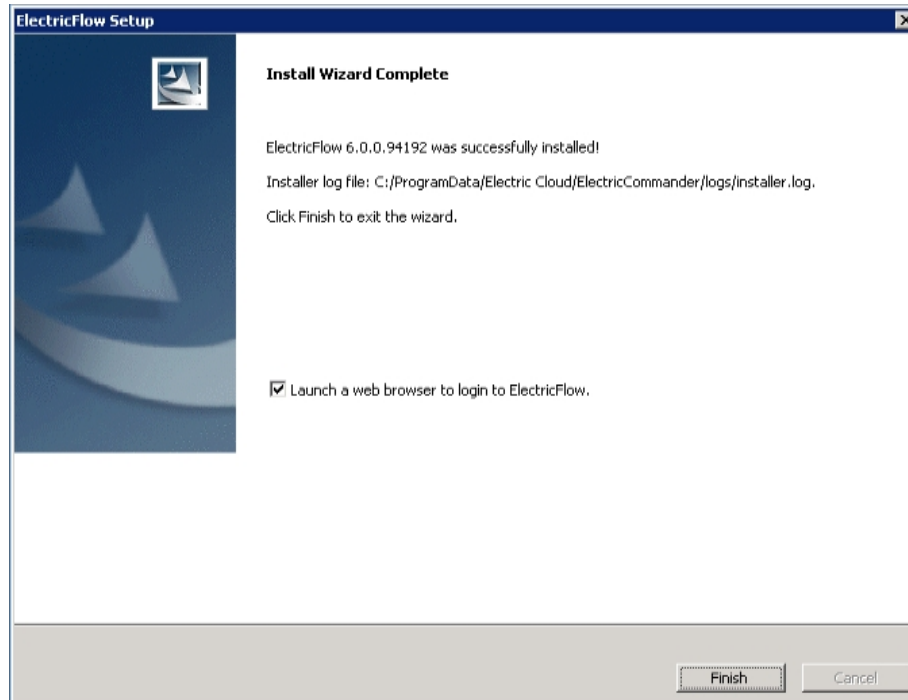 ElectricFlow Setup
Install Wizard Complete
ElectricFlow 6.0.0.94192 was successfully installed!
Installer log file: C:/ProgramData/Electric Cloud/ElectricCommander/logs/installer.log.
Click Finish to exit the wizard.
Launch a web browser to login to ElectricFlow.
Finish
Cancel